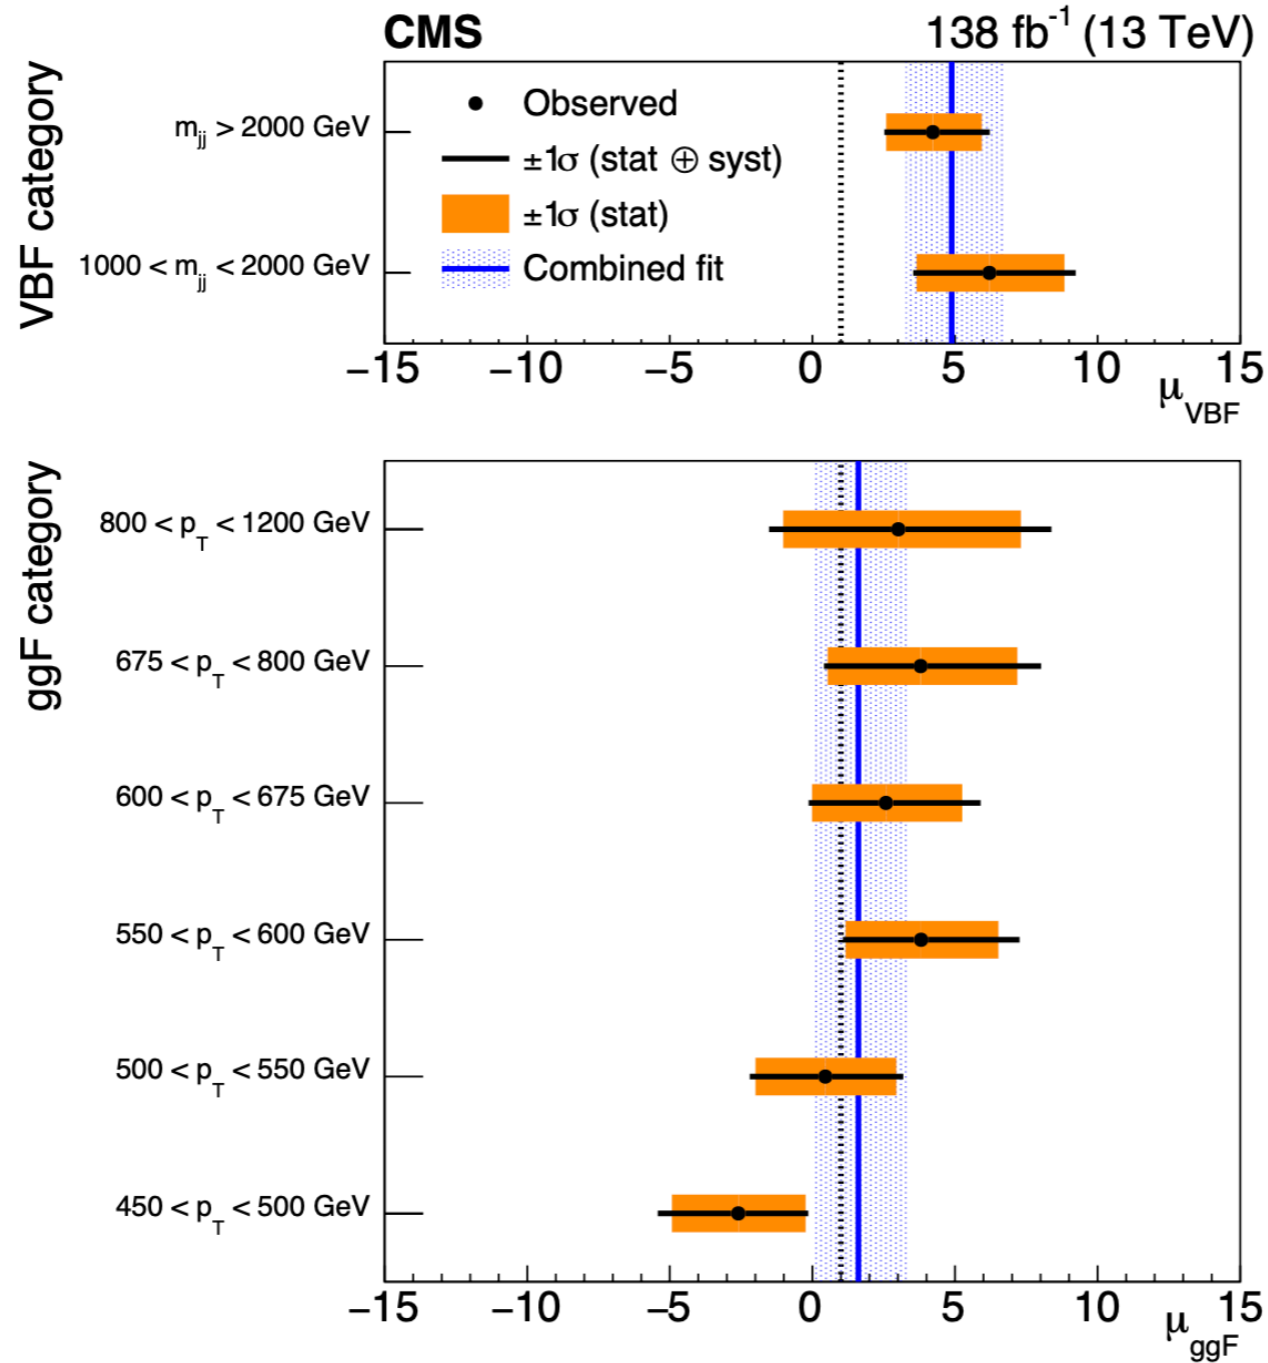 CMS 138 fb⁻¹ (13 TeV)
VBF category
Observed
±1σ (stat ⊕ syst)
±1σ (stat)
Combined fit
m_jj > 2000 GeV
1000 < m_jj < 2000 GeV
−15 −10 −5 0 5 10 15
μ_VBF
ggF category
800 < p_T < 1200 GeV
675 < p_T < 800 GeV
600 < p_T < 675 GeV
550 < p_T < 600 GeV
500 < p_T < 550 GeV
450 < p_T < 500 GeV
−15 −10 −5 0 5 10 15
μ_ggF